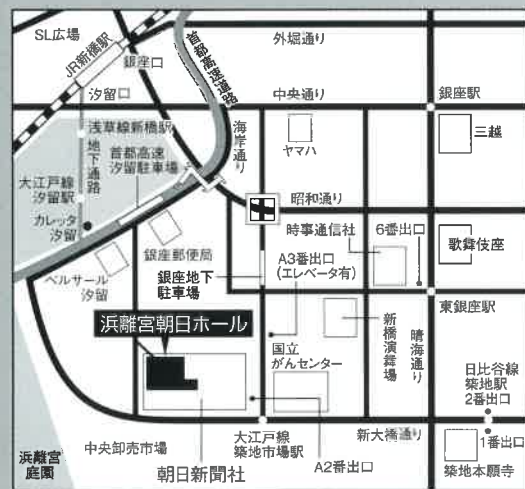 SL広場
JR新橋駅
銀座口
汐留口
首都高速道路
外堀通り
中央通り
銀座駅
浅草線新橋駅
地下通路
首都高速
汐留駐車場
海岸通り
ヤマハ
三越
大江戸線
汐留駅
カレッタ
汐留
昭和通り
時事通信社
6番出口
歌舞伎座
ベルサール
汐留
銀座郵便局
銀座地下
駐車場
A3番出口
(エレベータ有)
東銀座駅
浜離宮朝日ホール
国立
がんセンター
新橋演舞場
晴海通り
日比谷線
築地駅
2番出口
浜離宮
庭園
中央卸売市場
朝日新聞社
大江戸線
築地市場駅
A2番出口
新大橋通り
1番出口
築地本願寺